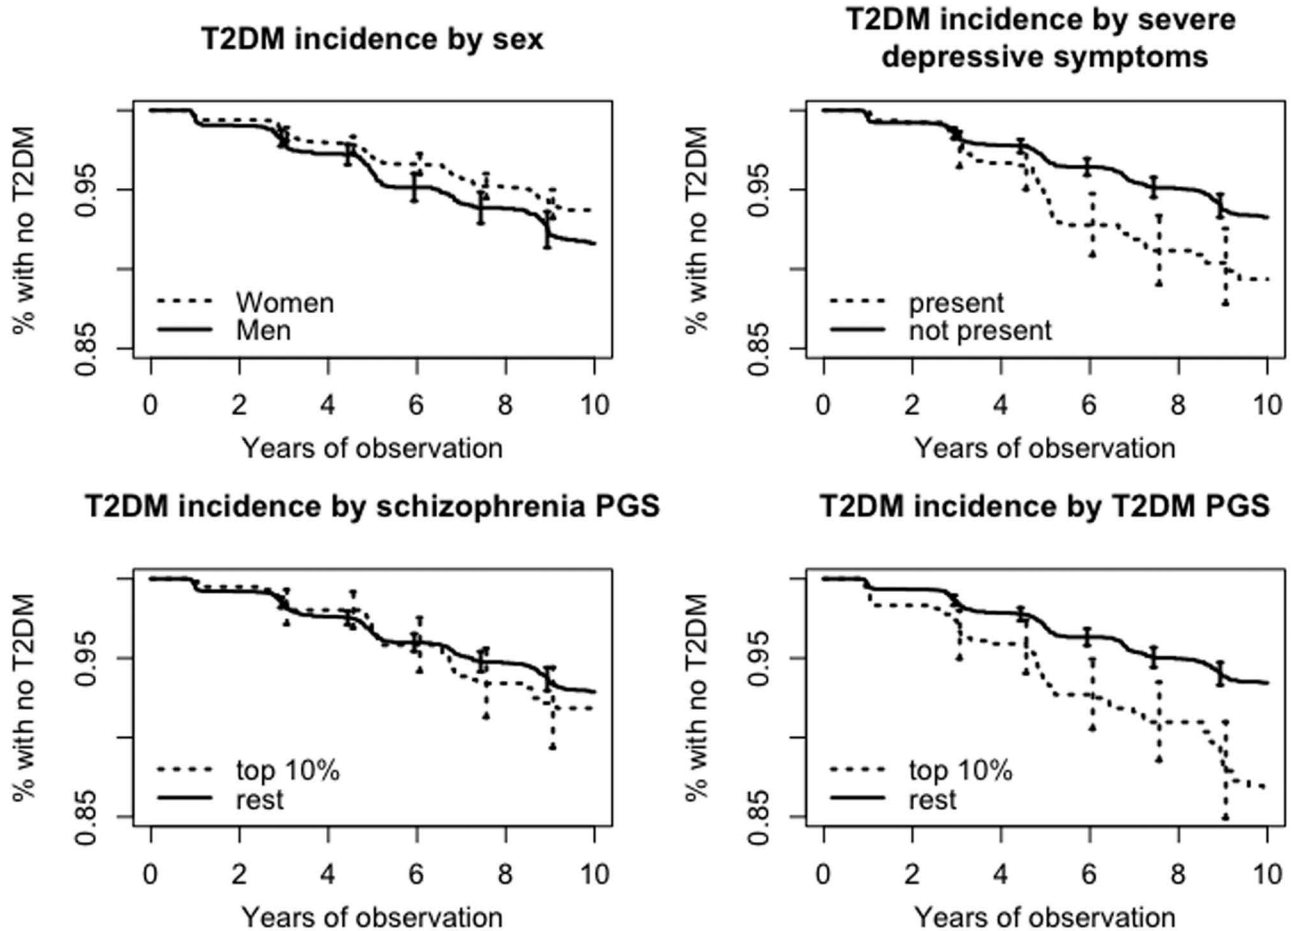 T2DM incidence by sex
% with no T2DM
0.95
0.85
Women
Men
0 2 4 6 8 10
Years of observation
T2DM incidence by severe
depressive symptoms
% with no T2DM
0.95
0.85
present
not present
0 2 4 6 8 10
Years of observation
T2DM incidence by schizophrenia PGS
% with no T2DM
0.95
0.85
top 10%
rest
0 2 4 6 8 10
Years of observation
T2DM incidence by T2DM PGS
% with no T2DM
0.95
0.85
top 10%
rest
0 2 4 6 8 10
Years of observation